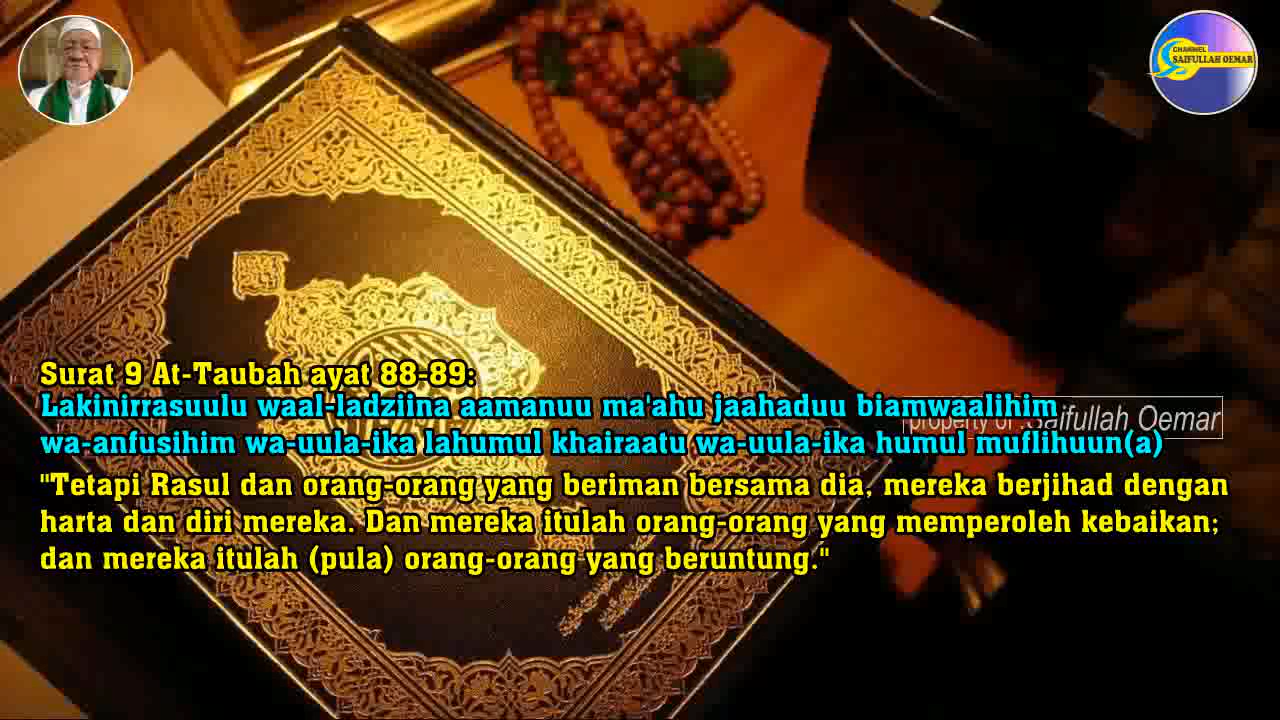 CHANNEL
SAIFULLAH OEMAR
Surat 9 At-Taubah ayat 88-89:
Lakinirrasuulu waal-ladziina aamanuu ma'ahu jaahaduu biamwaalihim
property of : Saifullah Oemar
wa-anfusihim wa-uula-ika lahumul khairaatu wa-uula-ika humul muflihuun(a)
"Tetapi Rasul dan orang-orang yang beriman bersama dia, mereka berjihad dengan
harta dan diri mereka. Dan mereka itulah orang-orang yang memperoleh kebaikan;
dan mereka itulah (pula) orang-orang yang beruntung."